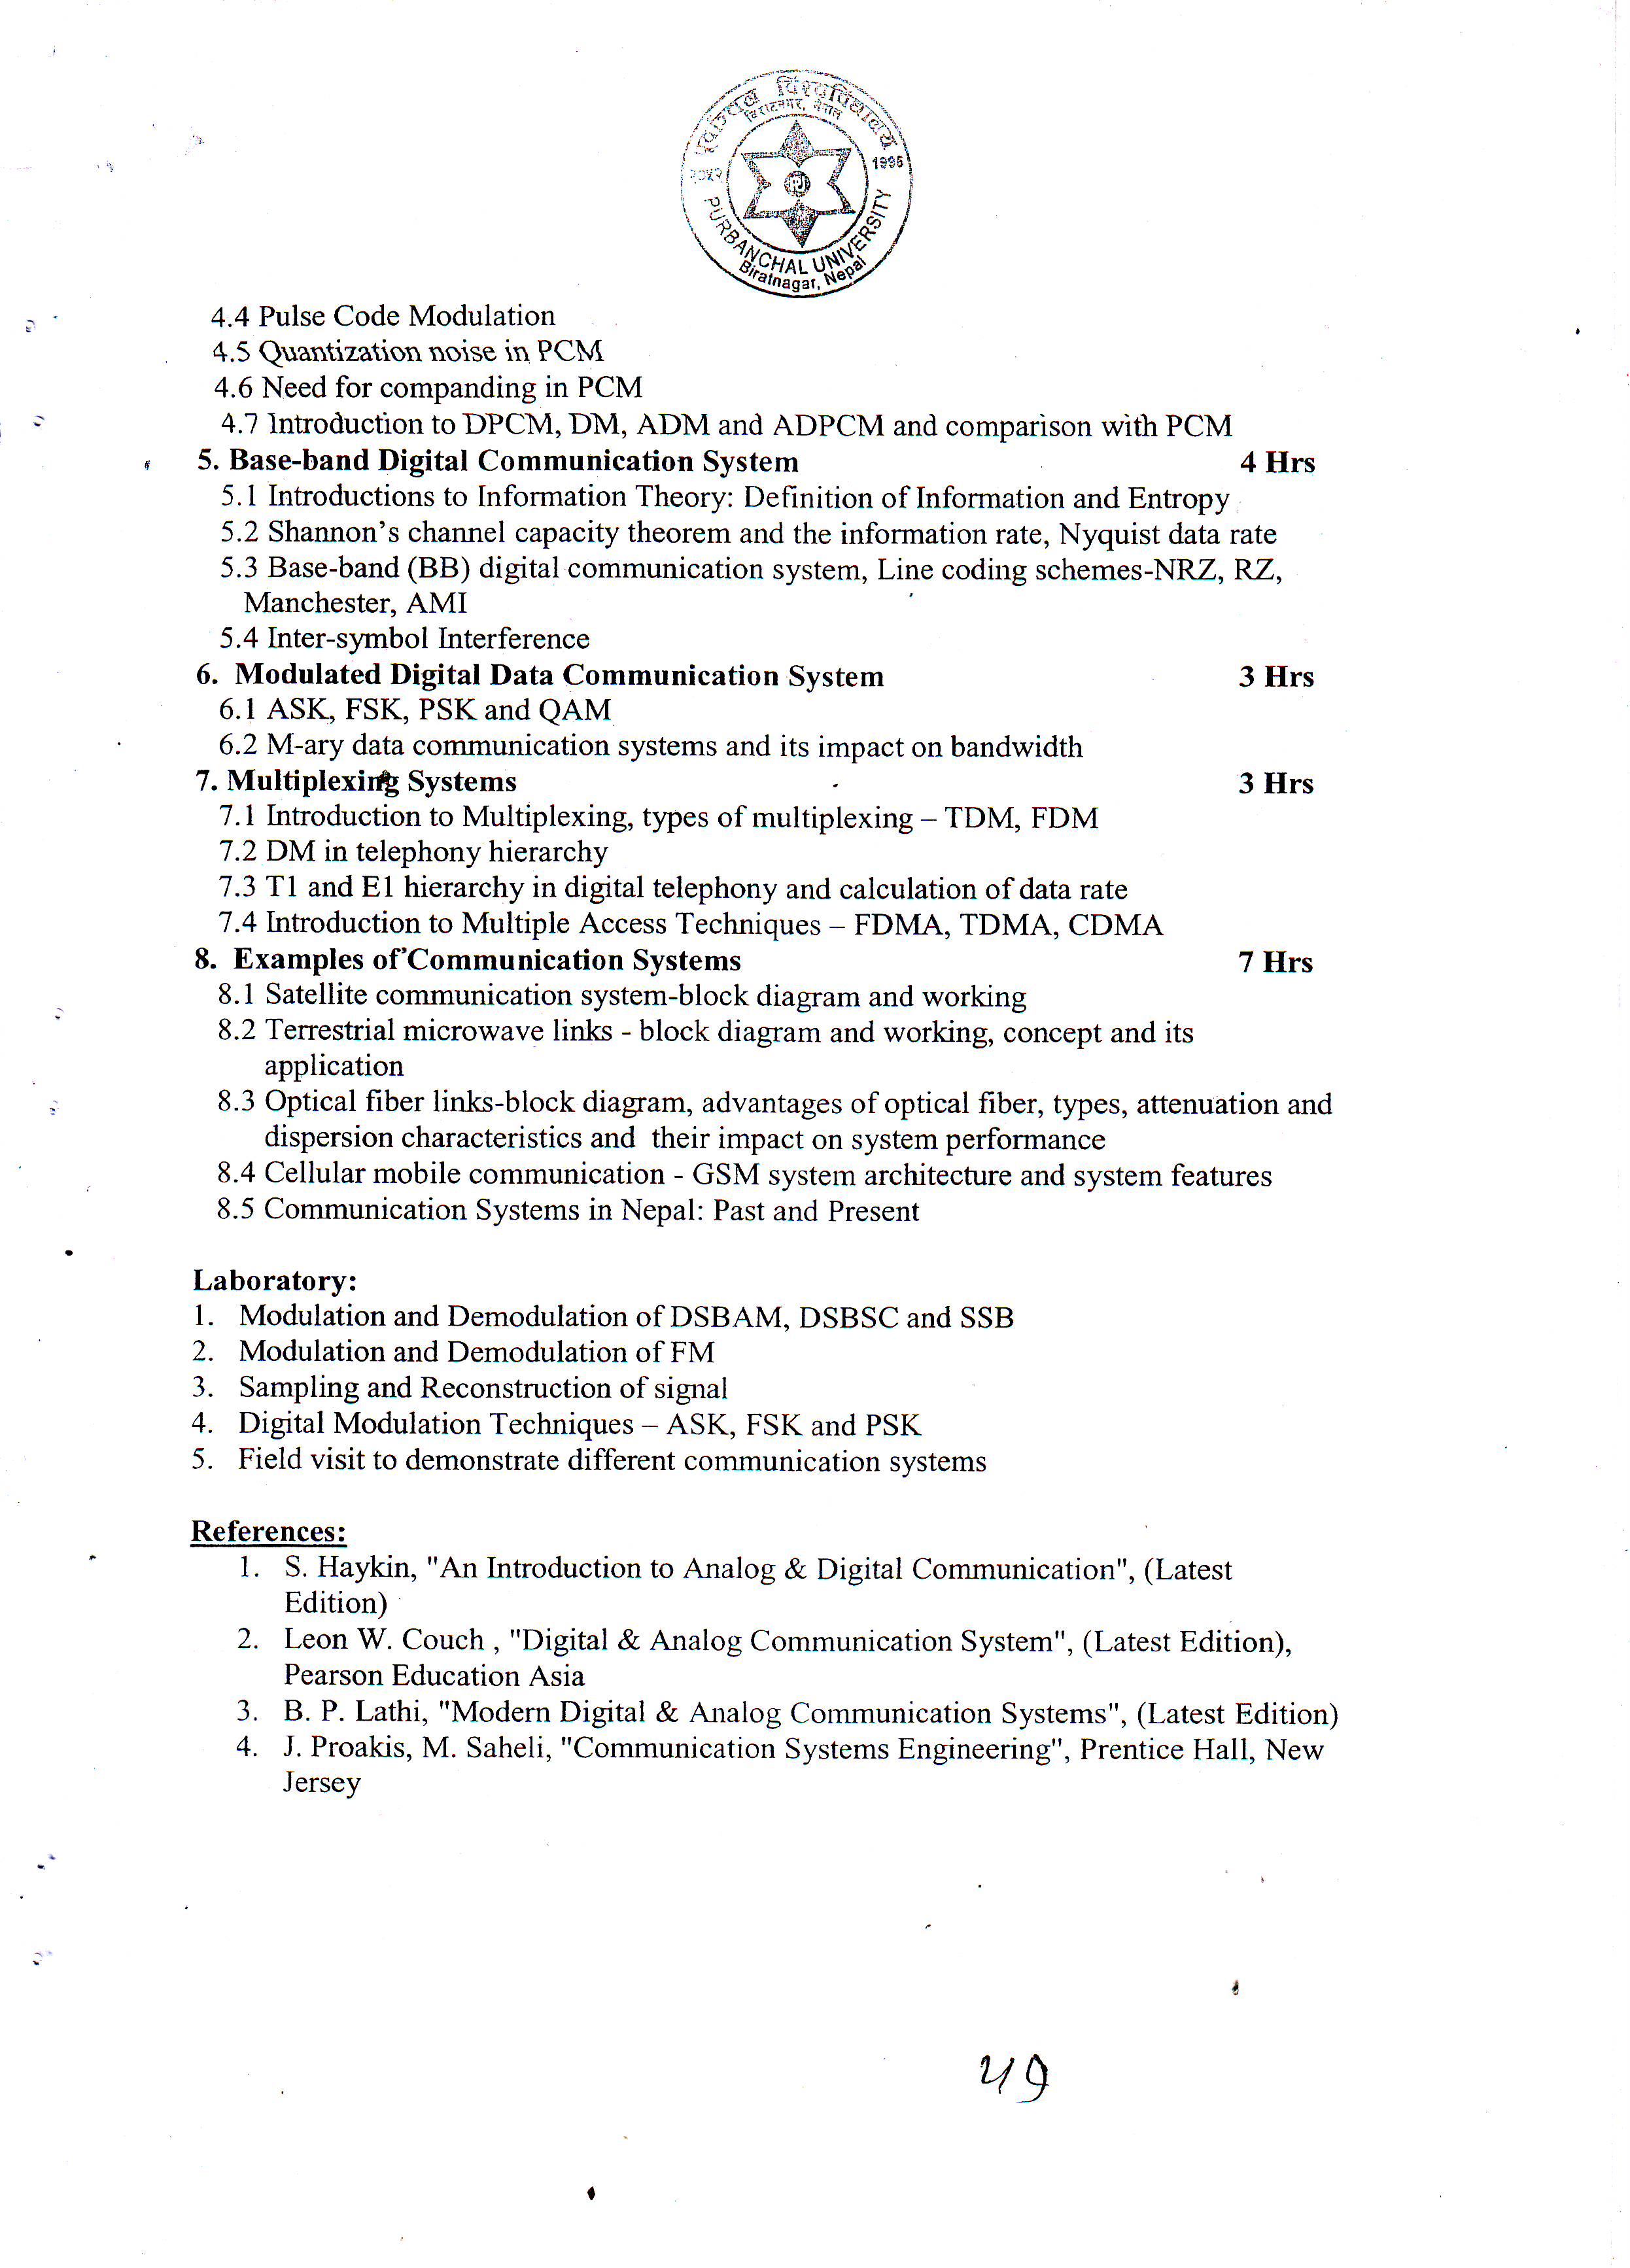 पूर्वाञ्चल विश्वविद्यालय
विराटनगर, नेपाल
२०५२
1995
PU
PURBANCHAL UNIVERSITY
Biratnagar, Nepal
4.4 Pulse Code Modulation
4.5 Quantization noise in PCM
4.6 Need for companding in PCM
4.7 Introduction to DPCM, DM, ADM and ADPCM and comparison with PCM
5. Base-band Digital Communication System 4 Hrs
5.1 Introductions to Information Theory: Definition of Information and Entropy
5.2 Shannon's channel capacity theorem and the information rate, Nyquist data rate
5.3 Base-band (BB) digital communication system, Line coding schemes-NRZ, RZ,
Manchester, AMI
5.4 Inter-symbol Interference
6. Modulated Digital Data Communication System 3 Hrs
6.1 ASK, FSK, PSK and QAM
6.2 M-ary data communication systems and its impact on bandwidth
7. Multiplexing Systems 3 Hrs
7.1 Introduction to Multiplexing, types of multiplexing – TDM, FDM
7.2 DM in telephony hierarchy
7.3 T1 and E1 hierarchy in digital telephony and calculation of data rate
7.4 Introduction to Multiple Access Techniques – FDMA, TDMA, CDMA
8. Examples of Communication Systems 7 Hrs
8.1 Satellite communication system-block diagram and working
8.2 Terrestrial microwave links - block diagram and working, concept and its
application
8.3 Optical fiber links-block diagram, advantages of optical fiber, types, attenuation and
dispersion characteristics and their impact on system performance
8.4 Cellular mobile communication - GSM system architecture and system features
8.5 Communication Systems in Nepal: Past and Present
Laboratory:
1. Modulation and Demodulation of DSBAM, DSBSC and SSB
2. Modulation and Demodulation of FM
3. Sampling and Reconstruction of signal
4. Digital Modulation Techniques – ASK, FSK and PSK
5. Field visit to demonstrate different communication systems
References:
1. S. Haykin, "An Introduction to Analog & Digital Communication", (Latest
Edition)
2. Leon W. Couch , "Digital & Analog Communication System", (Latest Edition),
Pearson Education Asia
3. B. P. Lathi, "Modern Digital & Analog Communication Systems", (Latest Edition)
4. J. Proakis, M. Saheli, "Communication Systems Engineering", Prentice Hall, New
Jersey
49